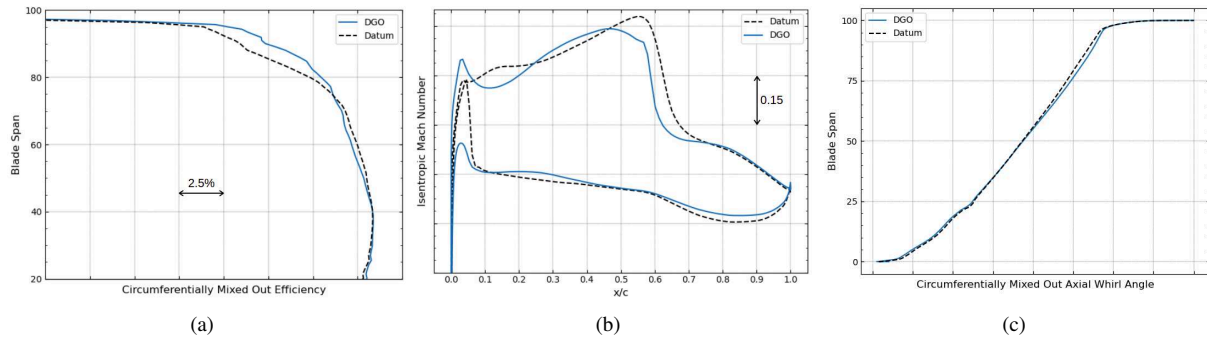 100
80
60
40
20
Blade Span
DGO
Datum
2.5%
Circumferentially Mixed Out Efficiency
(a)
Isentropic Mach Number
Datum
DGO
0.15
0.0 0.1 0.2 0.3 0.4 0.5 0.6 0.7 0.8 0.9 1.0
x/c
(b)
100
75
50
25
0
Blade Span
DGO
Datum
Circumferentially Mixed Out Axial Whirl Angle
(c)